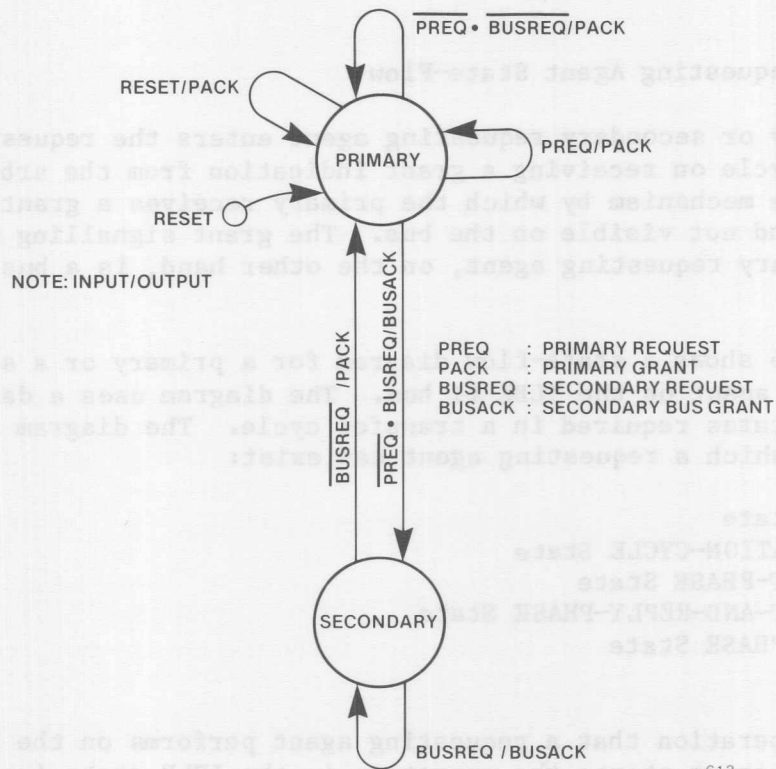 PREQ • BUSREQ/PACK
RESET/PACK
PREQ/PACK
PRIMARY
RESET
NOTE: INPUT/OUTPUT
BUSREQ /PACK
PREQ • BUSREQ/BUSACK
PREQ : PRIMARY REQUEST
PACK : PRIMARY GRANT
BUSREQ : SECONDARY REQUEST
BUSACK : SECONDARY BUS GRANT
SECONDARY
BUSREQ / BUSACK